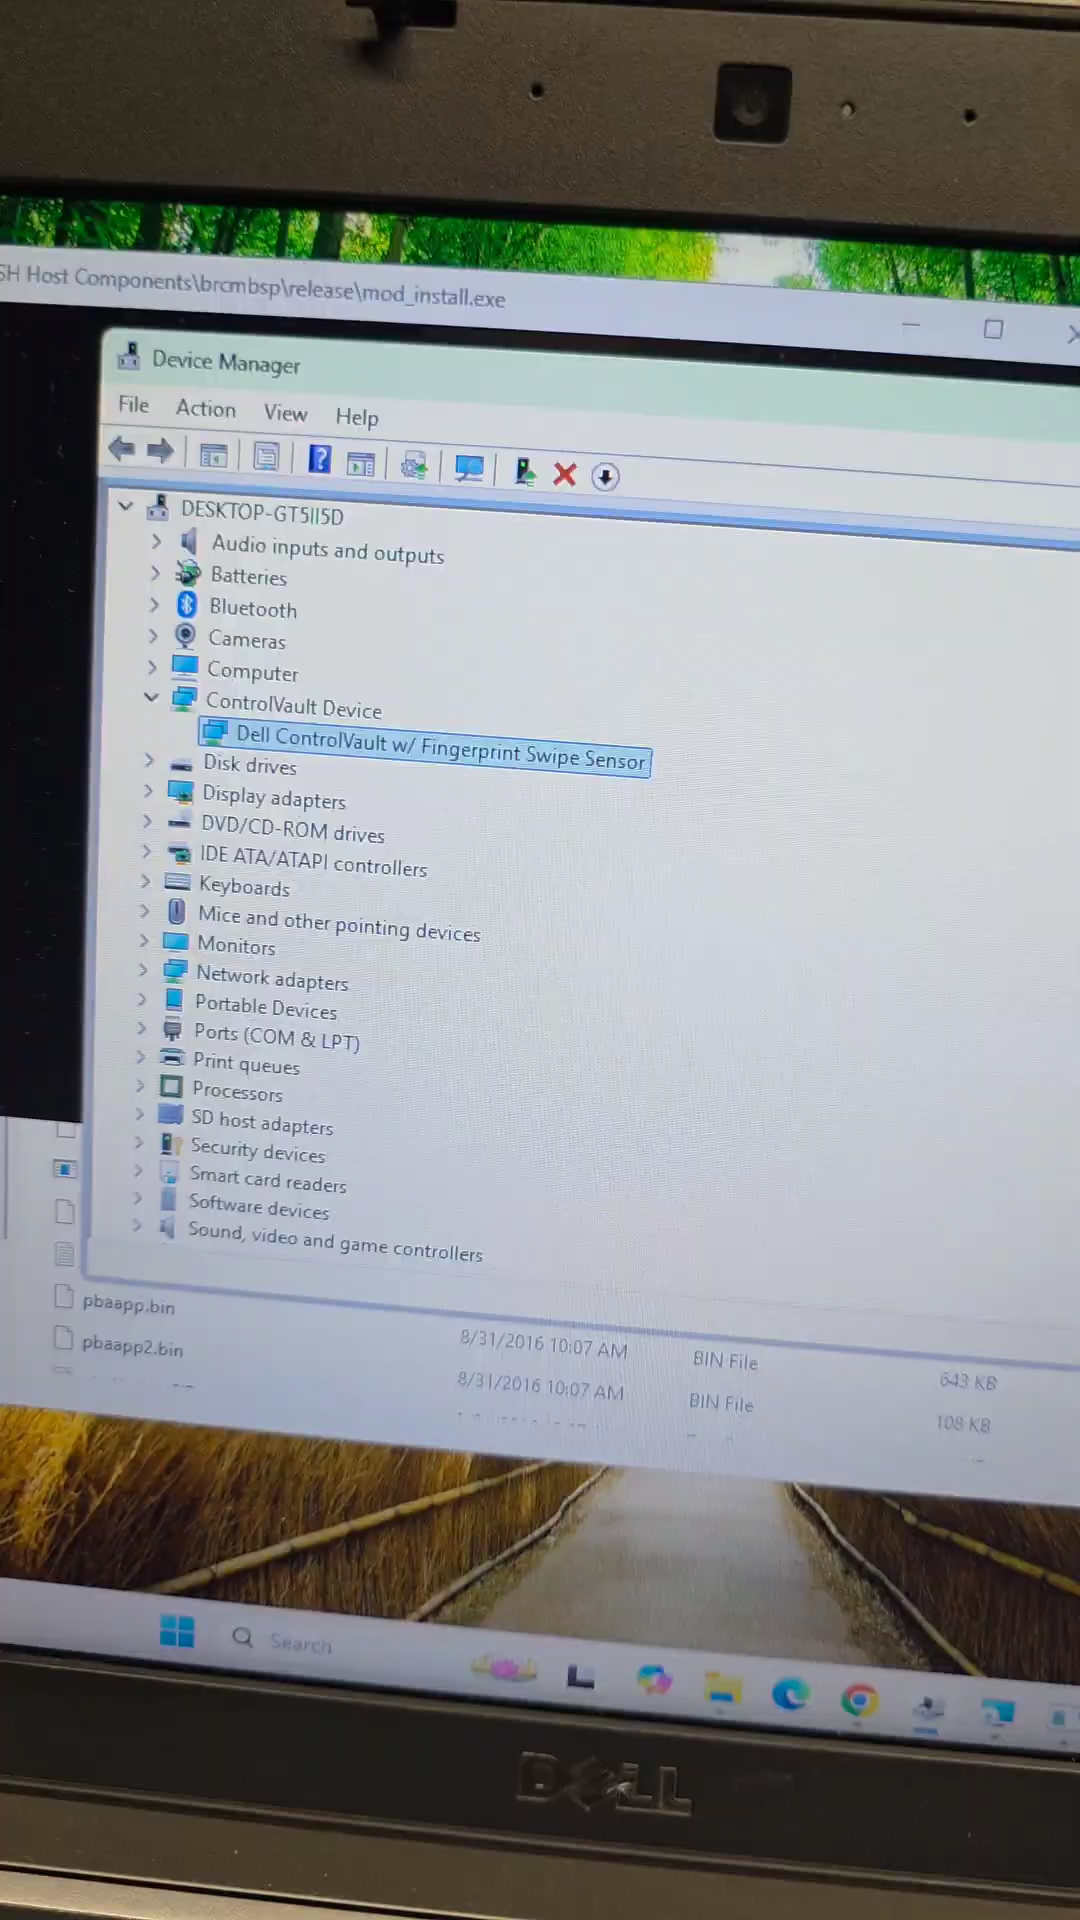 SH Host Components\brcmbsp\release\mod_install.exe
Device Manager
File Action View Help
DESKTOP-GT5II5D
Audio inputs and outputs
Batteries
Bluetooth
Cameras
Computer
ControlVault Device
Dell ControlVault w/ Fingerprint Swipe Sensor
Disk drives
Display adapters
DVD/CD-ROM drives
IDE ATA/ATAPI controllers
Keyboards
Mice and other pointing devices
Monitors
Network adapters
Portable Devices
Ports (COM & LPT)
Print queues
Processors
SD host adapters
Security devices
Smart card readers
Software devices
Sound, video and game controllers
pbaapp.bin 8/31/2016 10:07 AM BIN File 643 KB
pbaapp2.bin 8/31/2016 10:07 AM BIN File 108 KB
Search
DELL